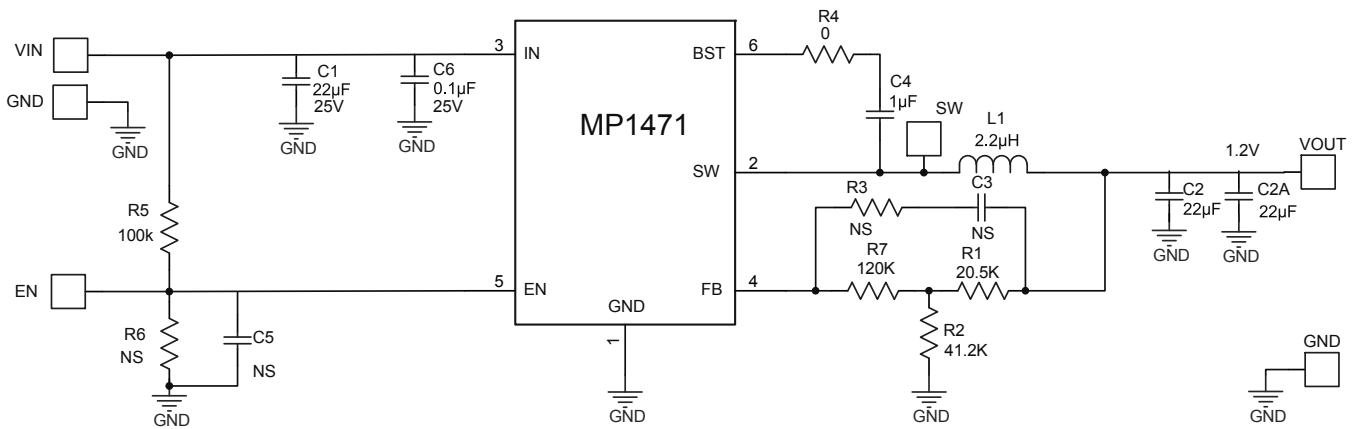 R4
0
VIN
3
IN
BST
6
C1
22µF
25V
C6
0.1µF
25V
C4
1µF
GND
GND
GND
GND
MP1471
SW
L1
2.2µH
1.2V
VOUT
SW
2
R3
NS
C3
NS
C2
22µF
C2A
22µF
GND
GND
R5
100k
R7
120K
R1
20.5K
EN
5
EN
FB
4
GND
1
R6
NS
C5
NS
R2
41.2K
GND
GND
GND
GND
GND